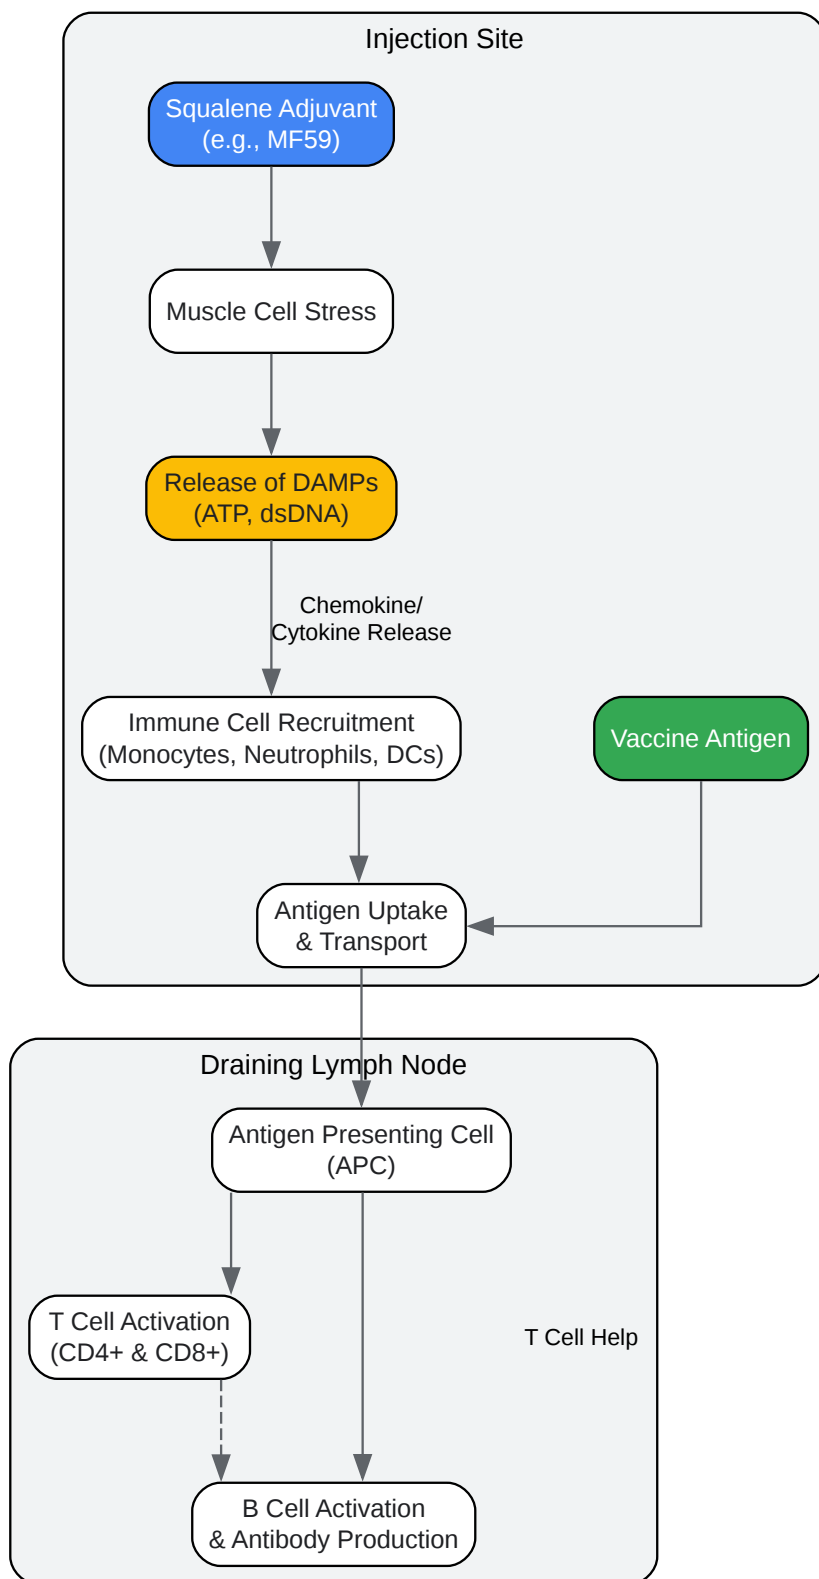 Injection Site
Squalene Adjuvant
(e.g., MF59)
Muscle Cell Stress
Release of DAMPs
(ATP, dsDNA)
Chemokine/
Cytokine Release
Immune Cell Recruitment
(Monocytes, Neutrophils, DCs)
Vaccine Antigen
Antigen Uptake
& Transport
Draining Lymph Node
Antigen Presenting Cell
(APC)
T Cell Activation
(CD4+ & CD8+)
T Cell Help
B Cell Activation
& Antibody Production